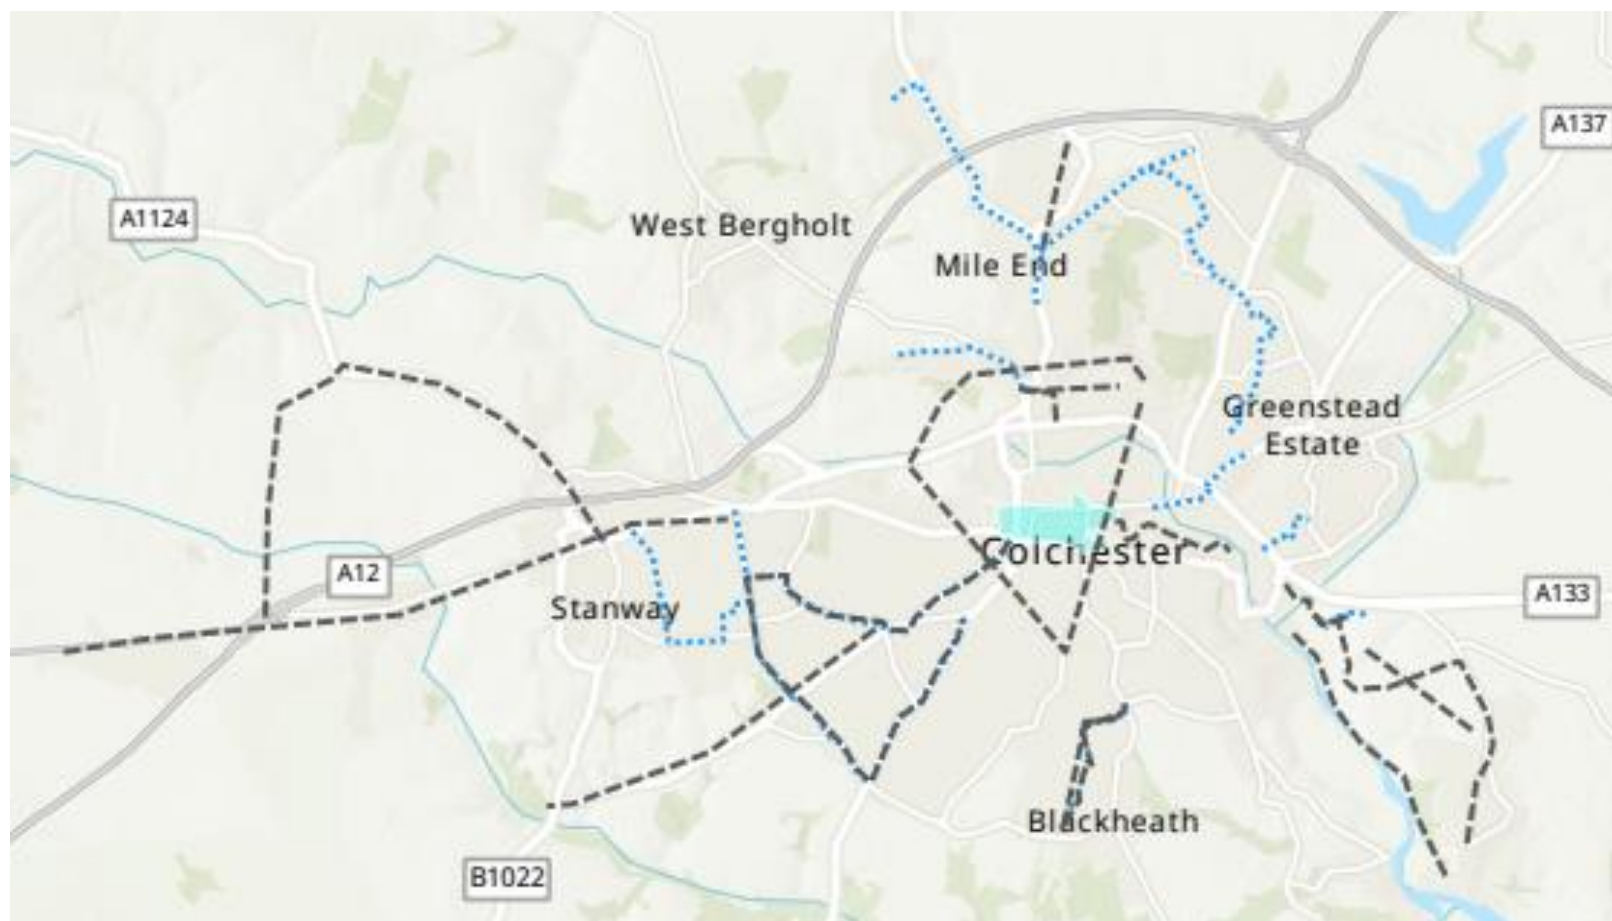 A137
A1124
West Bergholt
Mile End
Greenstead
Estate
Colchester
A12
A133
Stanway
Blackheath
B1022